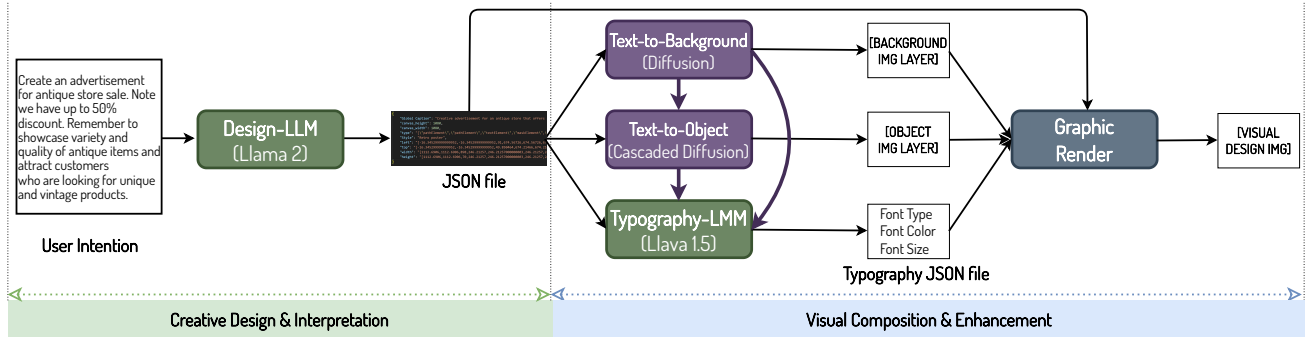 Create an advertisement
for antique store sale. Note
we have up to 50%
discount. Remember to
showcase variety and
quality of antique items and
attract customers
who are looking for unique
and vintage products.
User Intention
Design-LLM
(Llama 2)
JSON file
Text-to-Background
(Diffusion)
Text-to-Object
(Cascaded Diffusion)
Typography-LMM
(Llava 1.5)
[BACKGROUND
IMG LAYER]
[OBJECT
IMG LAYER]
Font Type
Font Color
Font Size
Typography JSON file
Graphic
Render
[VISUAL
DESIGN IMG]
Creative Design & Interpretation
Visual Composition & Enhancement